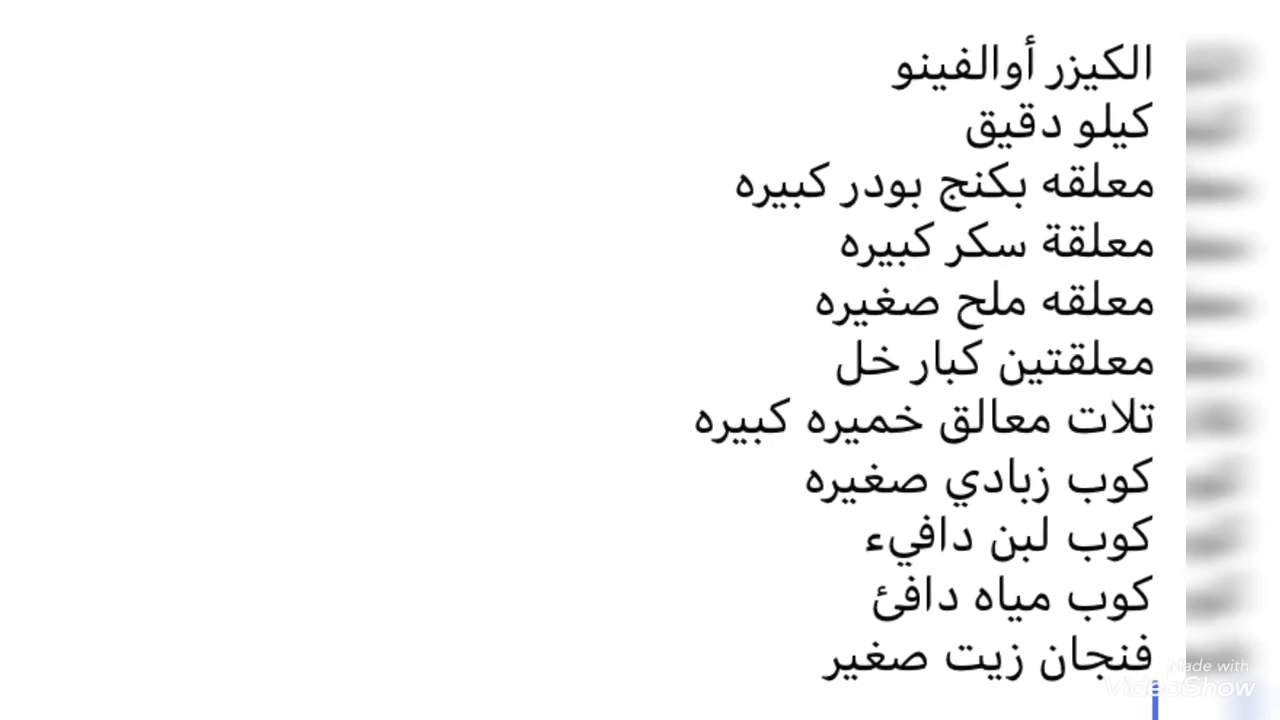 الكيزر أوالفينو
كيلو دقيق
معلقه بكنج بودر كبيره
معلقة سكر كبيره
معلقه ملح صغيره
معلقتين كبار خل
تلات معالق خميره كبيره
كوب زبادي صغيره
كوب لبن دافيء
كوب مياه دافئ
فنجان زيت صغير
Made with
VideoShow